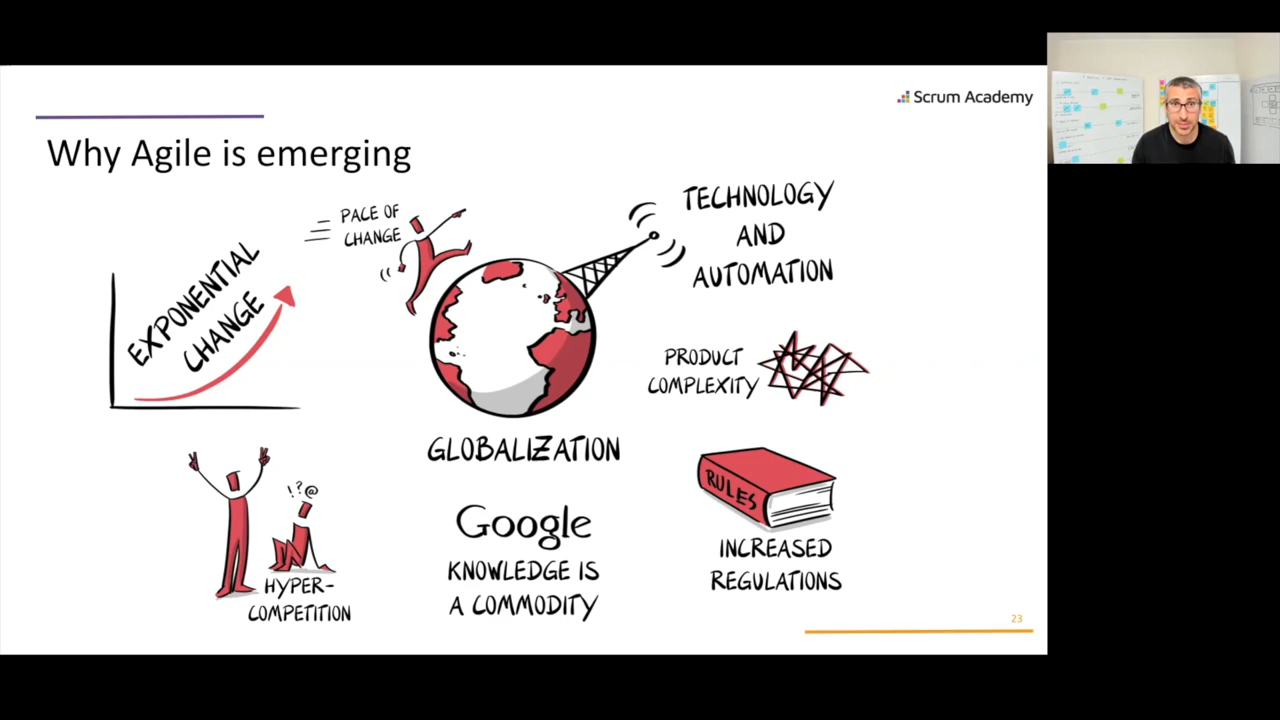 Scrum Academy
Why Agile is emerging
EXPONENTIAL
CHANGE
PACE OF
CHANGE
TECHNOLOGY
AND
AUTOMATION
PRODUCT
COMPLEXITY
GLOBALIZATION
!?@
HYPER-
COMPETITION
Google
KNOWLEDGE IS
A COMMODITY
RULES
INCREASED
REGULATIONS
23